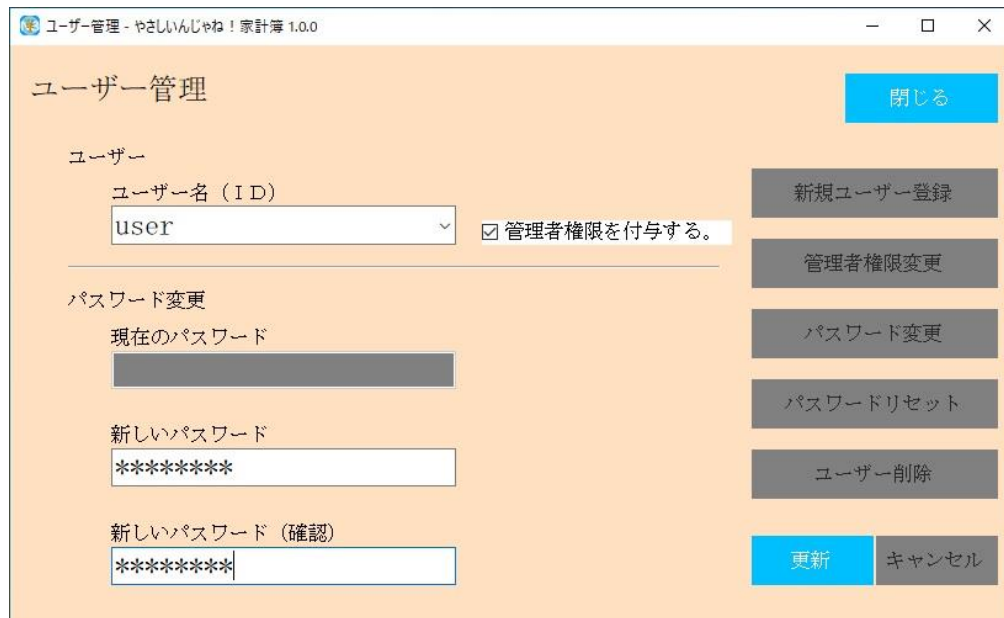 ユーザー管理 - やさしいんじゃね！家計簿 1.0.0
ユーザー管理
閉じる
ユーザー
ユーザー名（ＩＤ）
user
管理者権限を付与する。
新規ユーザー登録
管理者権限変更
パスワード変更
現在のパスワード
パスワード変更
パスワードリセット
新しいパスワード
********
ユーザー削除
新しいパスワード（確認）
********
更新
キャンセル